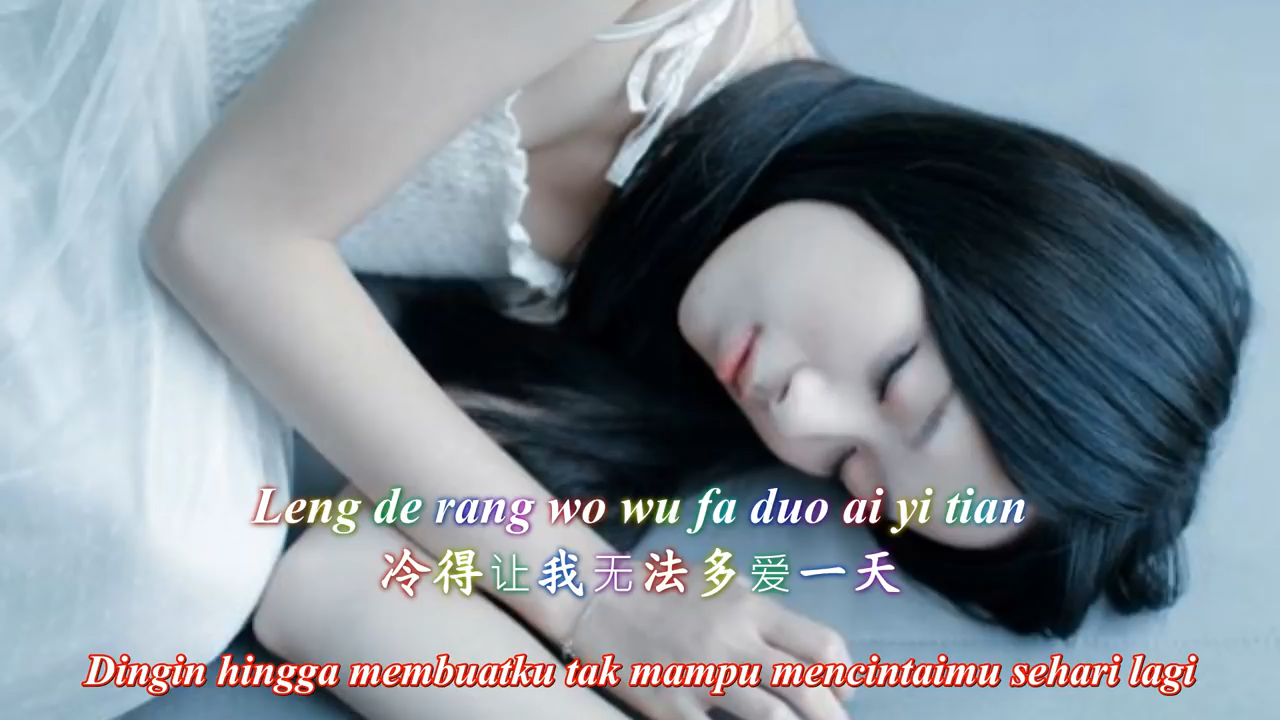 Leng de rang wo wu fa duo ai yi tian
冷得让我无法多爱一天
Dingin hingga membuatku tak mampu mencintaimu sehari lagi